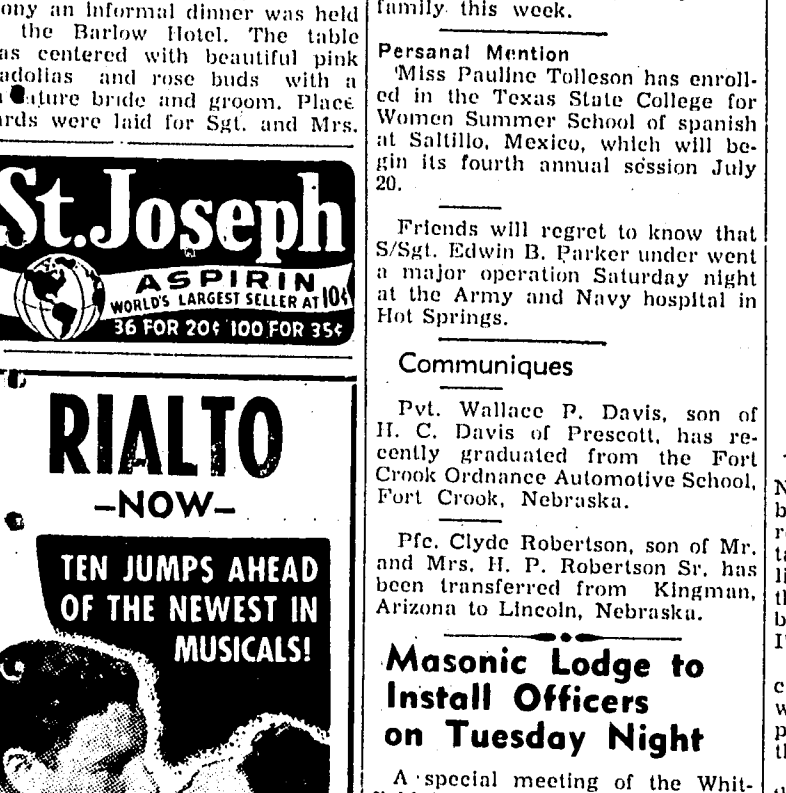 ony an informal dinner was held
the Barlow Hotel. The table
as centered with beautiful pink
adolias and rose buds with a
ature bride and groom. Place
ards were laid for Sgt. and Mrs.
St. Joseph
ASPIRIN
WORLD'S LARGEST SELLER AT 10¢
36 FOR 20¢ 100 FOR 35¢
RIALTO
—NOW—
TEN JUMPS AHEAD
OF THE NEWEST IN
MUSICALS!
family this week.
Persanal Mention
Miss Pauline Tolleson has enroll-
ed in the Texas State College for
Women Summer School of spanish
at Saltillo, Mexico, which will be-
gin its fourth annual session July
20.
Friends will regret to know that
S/Sgt. Edwin B. Parker under went
a major operation Saturday night
at the Army and Navy hospital in
Hot Springs.
Communiques
Pvt. Wallace P. Davis, son of
H. C. Davis of Prescott, has re-
cently graduated from the Fort
Crook Ordnance Automotive School,
Fort Crook, Nebraska.
Pfc. Clyde Robertson, son of Mr.
and Mrs. H. P. Robertson Sr. has
been transferred from Kingman,
Arizona to Lincoln, Nebraska.
Masonic Lodge to
Install Officers
on Tuesday Night
A special meeting of the Whit-